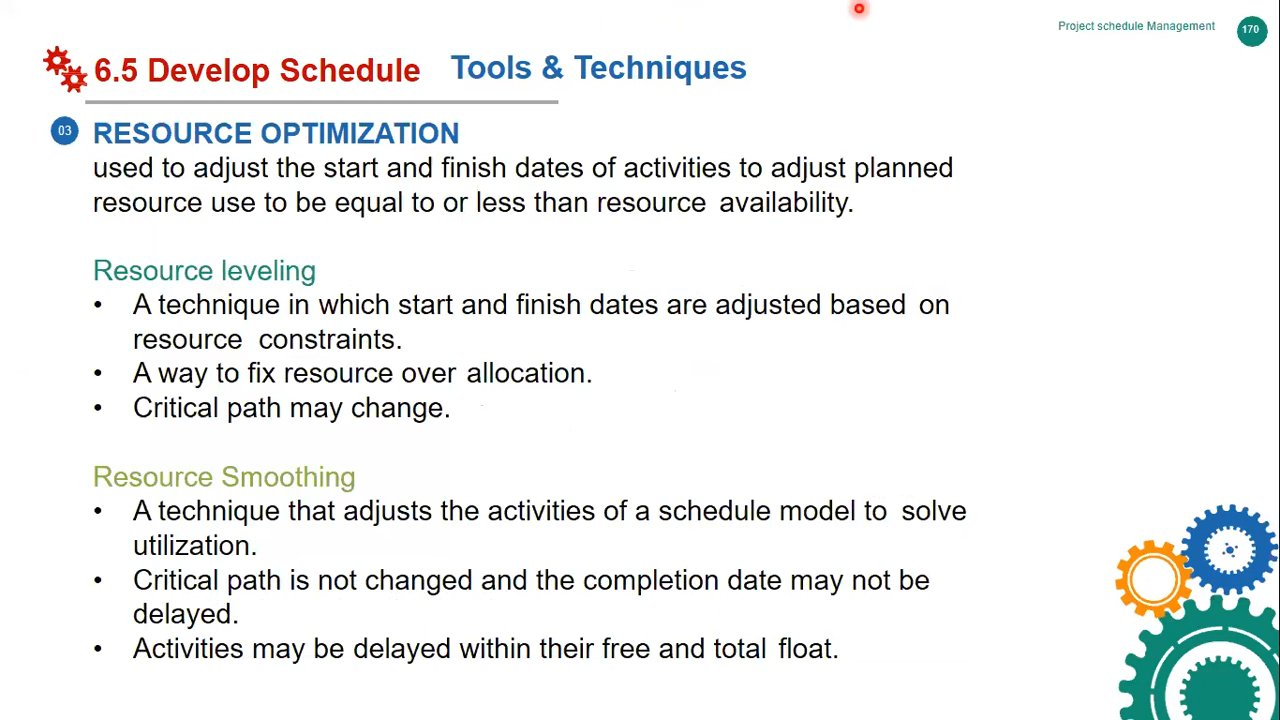 Project schedule Management 170
6.5 Develop Schedule Tools & Techniques
03 RESOURCE OPTIMIZATION
used to adjust the start and finish dates of activities to adjust planned
resource use to be equal to or less than resource availability.
Resource leveling
• A technique in which start and finish dates are adjusted based on
resource constraints.
• A way to fix resource over allocation.
• Critical path may change.
Resource Smoothing
• A technique that adjusts the activities of a schedule model to solve
utilization.
• Critical path is not changed and the completion date may not be
delayed.
• Activities may be delayed within their free and total float.